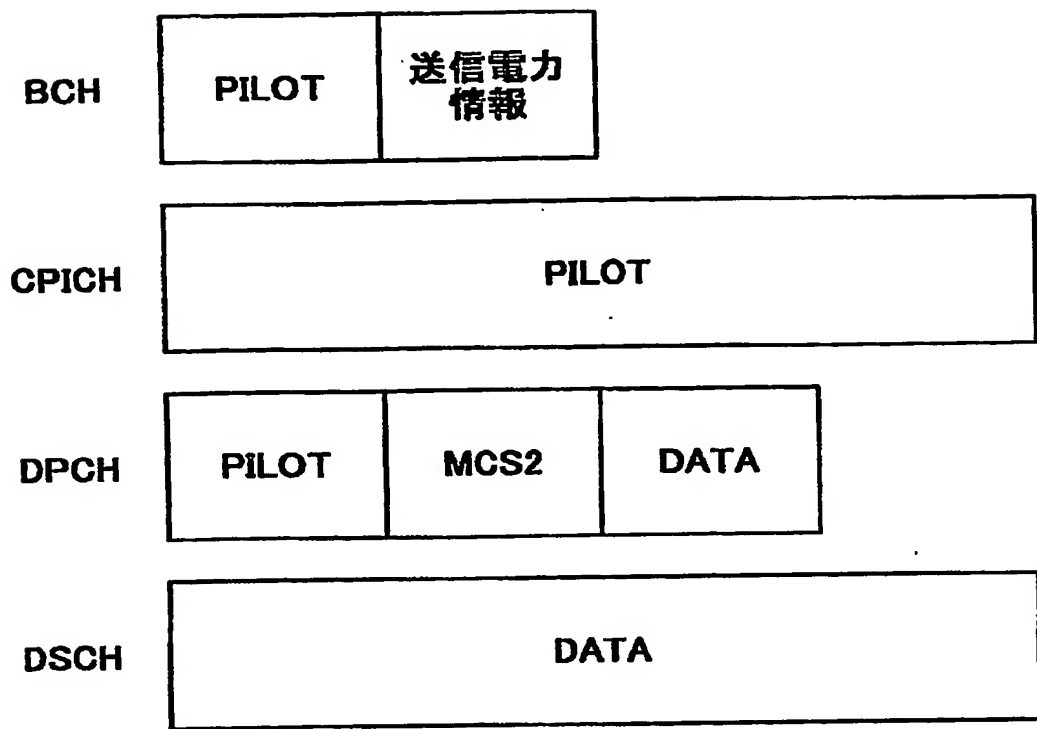 BCH PILOT 送信電力
情報
CPICH PILOT
DPCH PILOT MCS2 DATA
DSCH DATA